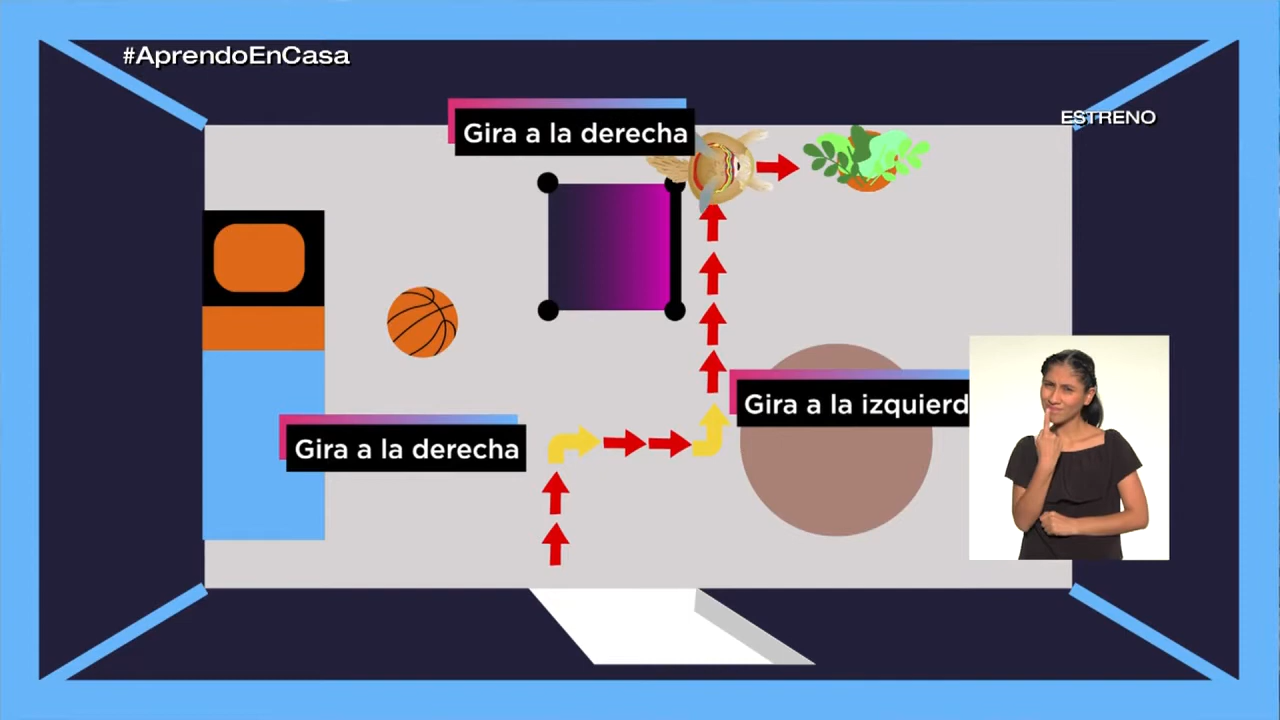 #AprendoEnCasa
ESTRENO
Gira a la derecha
Gira a la izquierd
Gira a la derecha